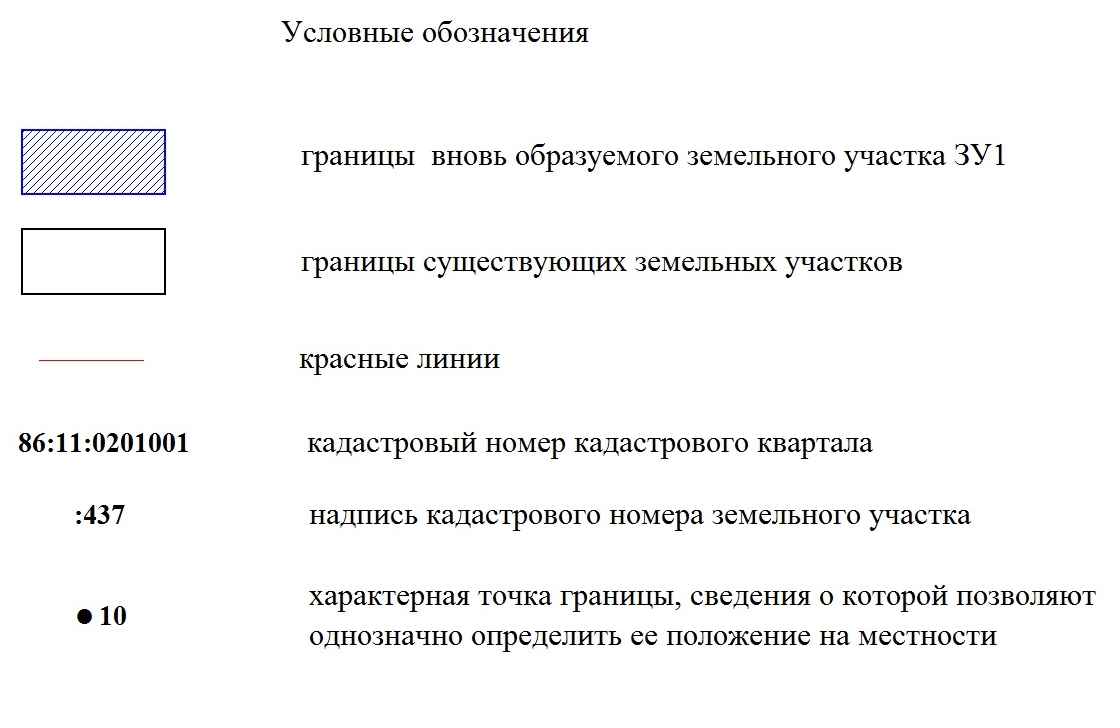 Условные обозначения
границы вновь образуемого земельного участка ЗУ1
границы существующих земельных участков
красные линии
86:11:0201001 кадастровый номер кадастрового квартала
:437 надпись кадастрового номера земельного участка
10 характерная точка границы, сведения о которой позволяют
однозначно определить ее положение на местности